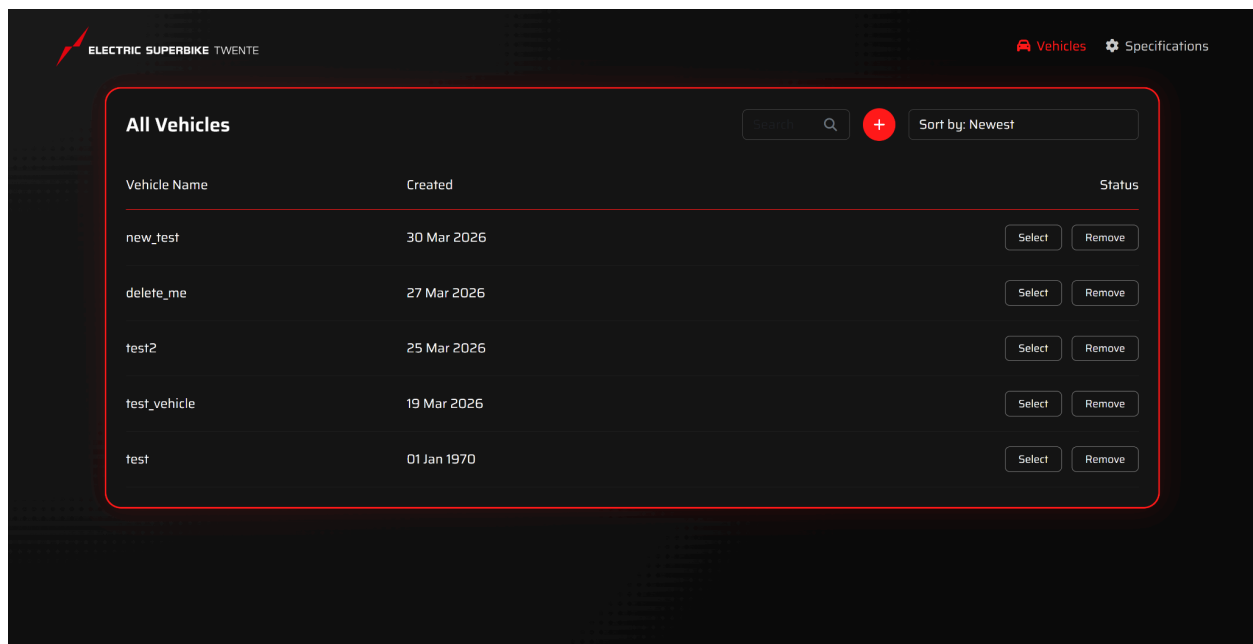 ELECTRIC SUPERBIKE TWENTE
Vehicles
Specifications
All Vehicles
Search
Sort by: Newest
Vehicle Name Created Status
new_test 30 Mar 2026 Select Remove
delete_me 27 Mar 2026 Select Remove
test2 25 Mar 2026 Select Remove
test_vehicle 19 Mar 2026 Select Remove
test 01 Jan 1970 Select Remove